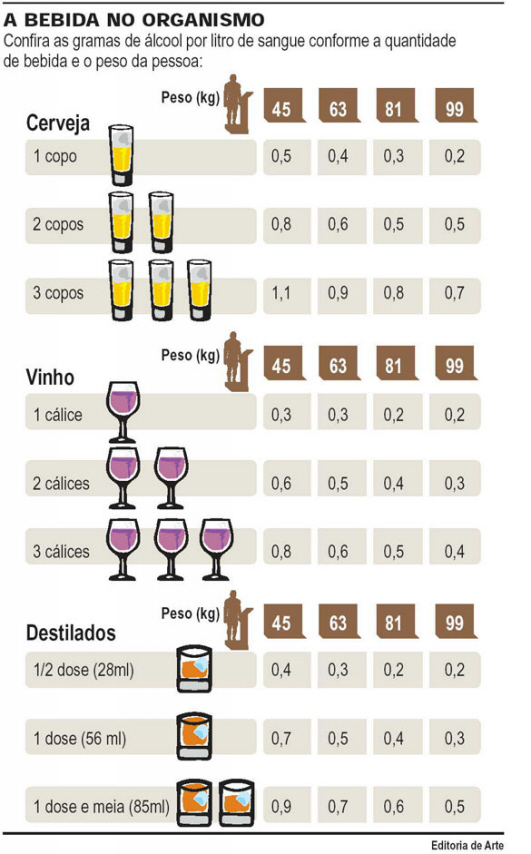 A BEBIDA NO ORGANISMO
Confira as gramas de álcool por litro de sangue conforme a quantidade
de bebida e o peso da pessoa:
Peso (kg) 45 63 81 99
Cerveja
1 copo 0,5 0,4 0,3 0,2
2 copos 0,8 0,6 0,5 0,5
3 copos 1,1 0,9 0,8 0,7
Peso (kg) 45 63 81 99
Vinho
1 cálice 0,3 0,3 0,2 0,2
2 cálices 0,6 0,5 0,4 0,3
3 cálices 0,8 0,6 0,5 0,4
Peso (kg) 45 63 81 99
Destilados
1/2 dose (28ml) 0,4 0,3 0,2 0,2
1 dose (56 ml) 0,7 0,5 0,4 0,3
1 dose e meia (85ml) 0,9 0,7 0,6 0,5
Editoria de Arte